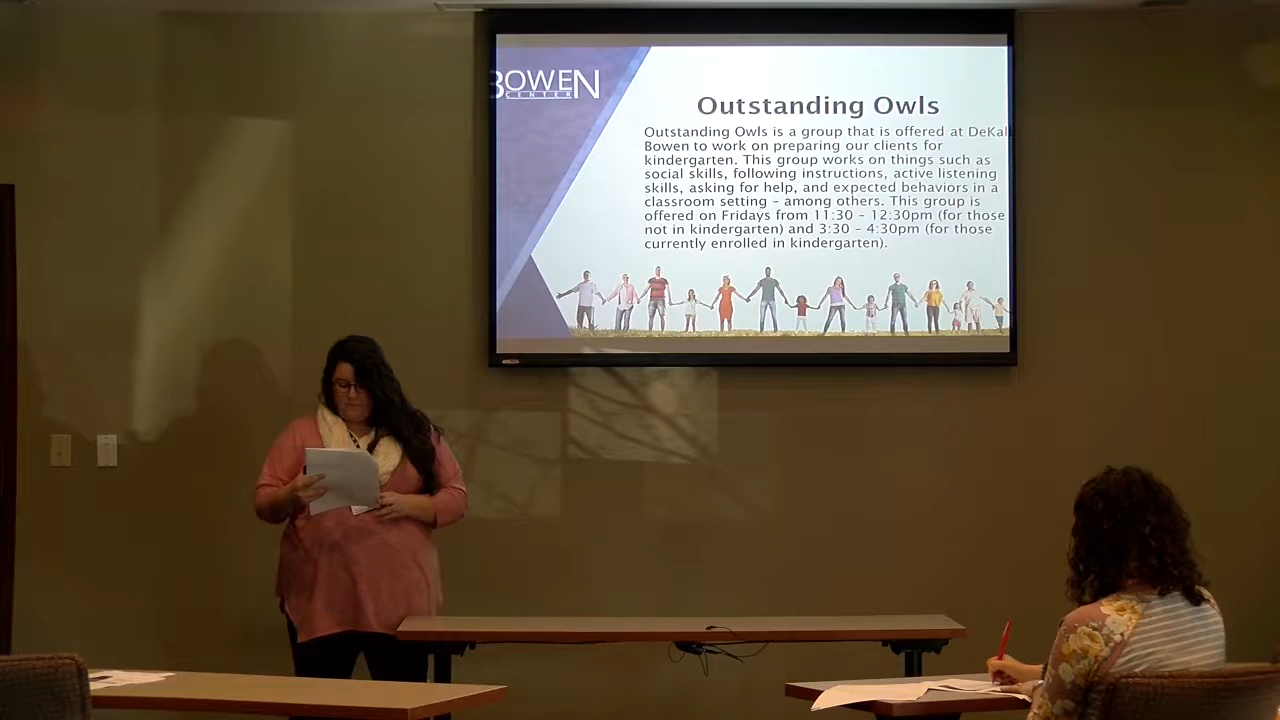 BOWEN
CENTER
Outstanding Owls
Outstanding Owls is a group that is offered at DeKal
Bowen to work on preparing our clients for
kindergarten. This group works on things such as
social skills, following instructions, active listening
skills, asking for help, and expected behaviors in a
classroom setting – among others. This group is
offered on Fridays from 11:30 – 12:30pm (for those
not in kindergarten) and 3:30 – 4:30pm (for those
currently enrolled in kindergarten).